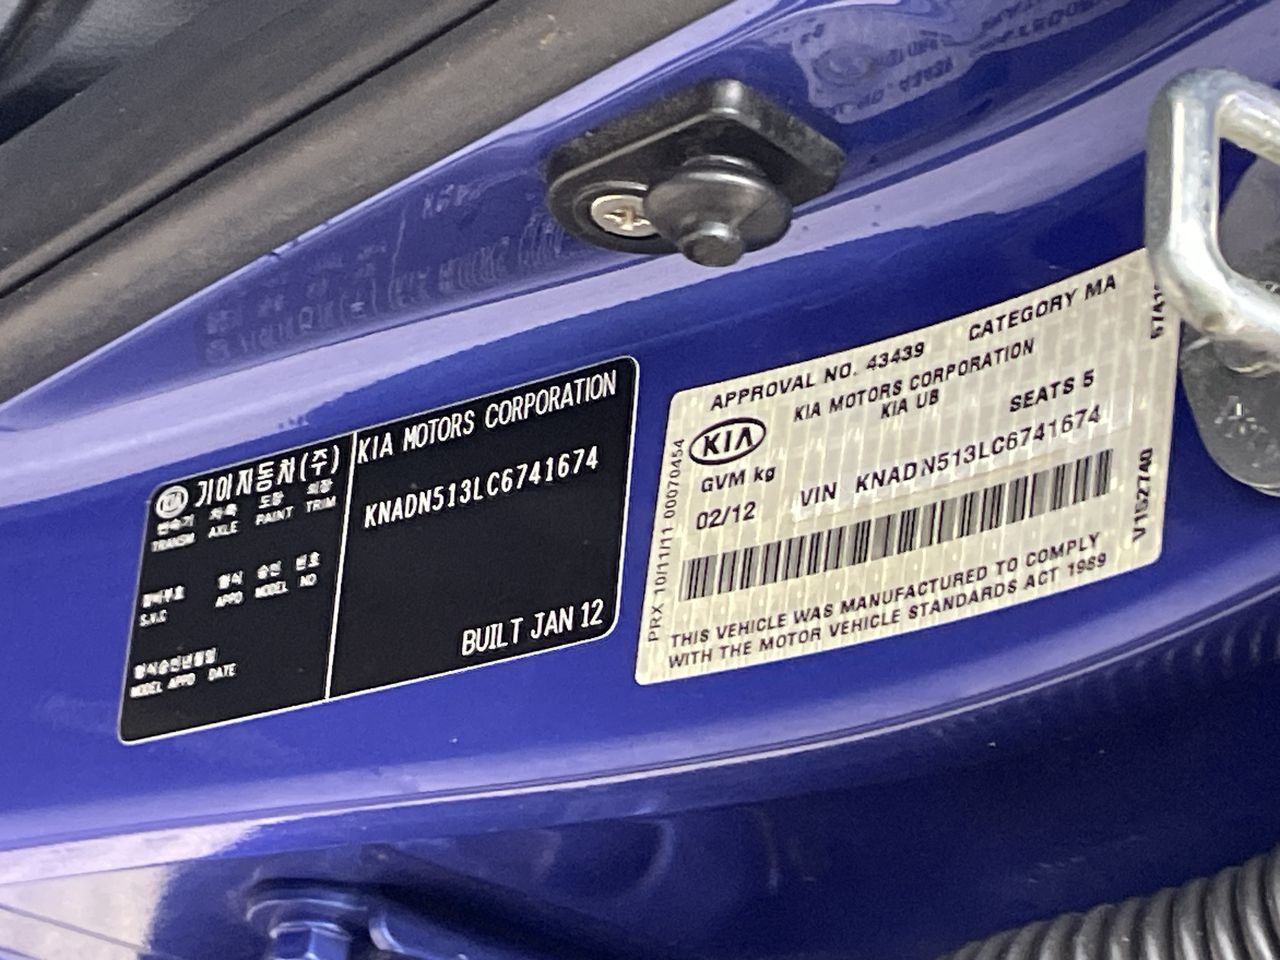 KIA 기아자동차(주)
변속기 차축 도장 외장
TRANSM AXLE PAINT TRIM
형식 승인 번호
S.V.C APPD MODEL NO
형식승인년월일
MODEL APPD DATE
KIA MOTORS CORPORATION
KNADN513LC6741674
BUILT JAN 12
APPROVAL NO. 43439 CATEGORY MA
KIA MOTORS CORPORATION
KIA UB
KIA
SEATS 5
GVM kg
02/12 VIN KNADN513LC6741674
THIS VEHICLE WAS MANUFACTURED TO COMPLY
WITH THE MOTOR VEHICLE STANDARDS ACT 1989
PRX 10/11/11 00070454
V152740